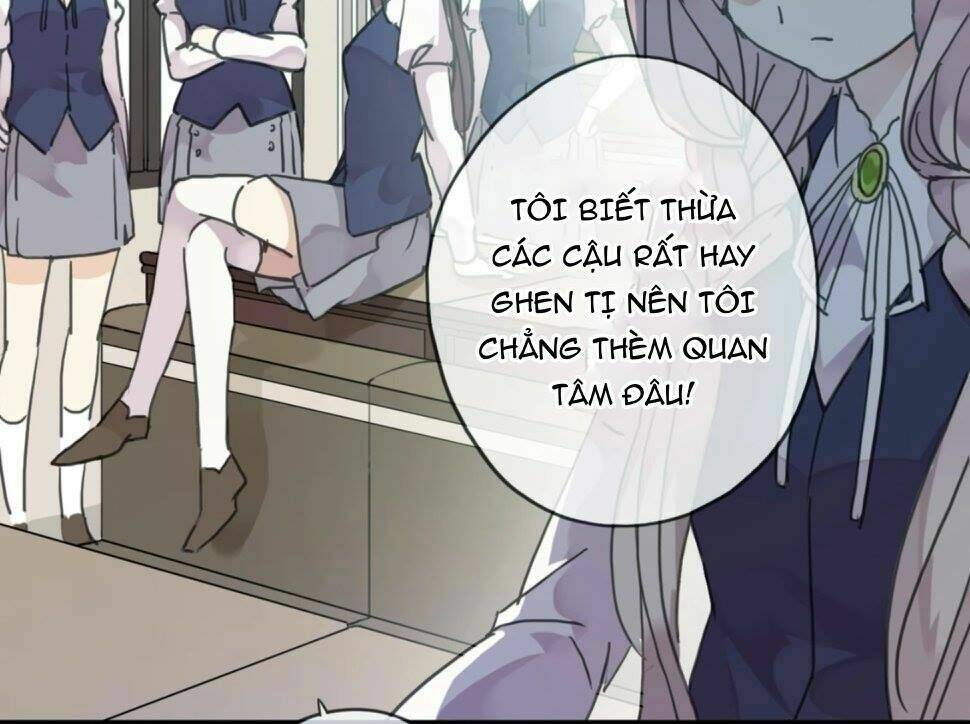 TÔI BIẾT THỪA
CÁC CẬU RẤT HAY
GHEN TỊ NÊN TÔI
CHẲNG THÈM QUAN
TÂM ĐÂU!